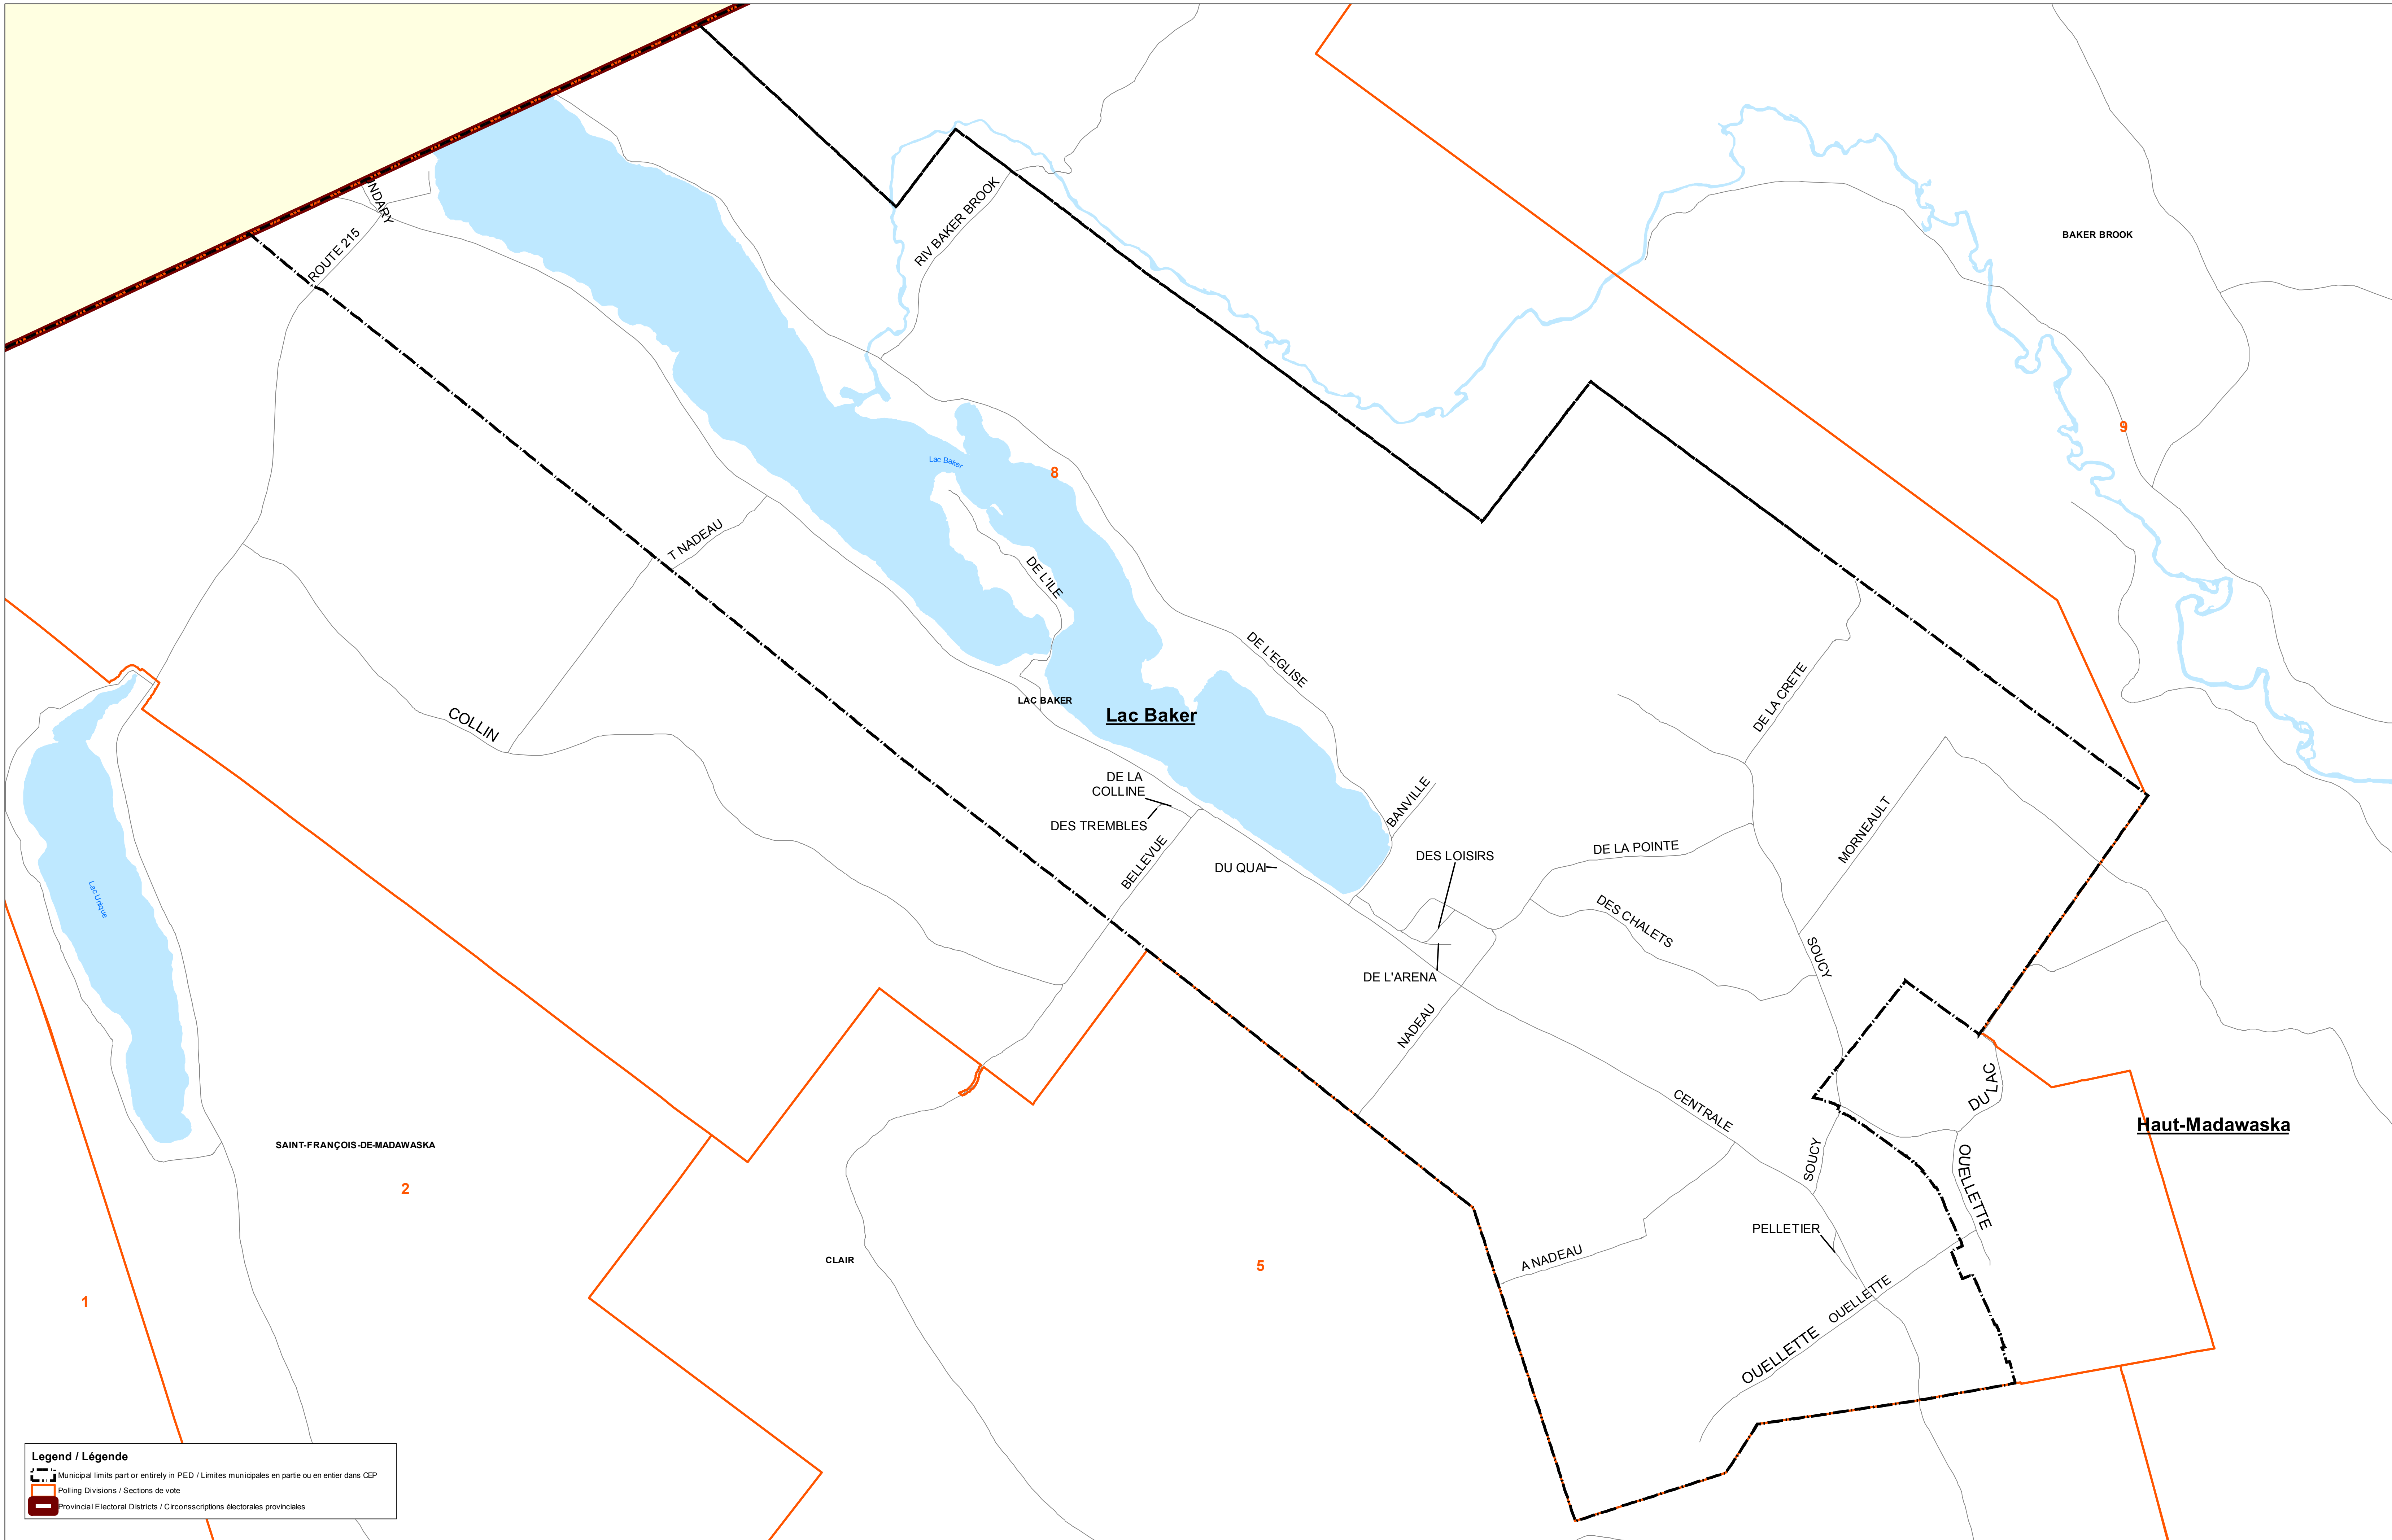 NDARY
ROUTE 215
RIV BAKER BROOK
BAKER BROOK
9
Lac Baker
8
T NADEAU
DE L'ILE
DE L'EGLISE
DE LA CRETE
COLLIN
LAC BAKER
Lac Baker
DE LA
COLLINE
DES TREMBLES
BANVILLE
MORNEAULT
BELLEVUE
DU QUAI
DES LOISIRS
DE LA POINTE
Lac Unique
DES CHALETS
SOUCY
DE L'ARENA
NADEAU
DU LAC
CENTRALE
Haut-Madawaska
SAINT-FRANÇOIS-DE-MADAWASKA
2
SOUCY
OUELLETTE
PELLETIER
CLAIR
5
A NADEAU
1
OUELLETTE
OUELLETTE
Legend / Légende
Municipal limits part or entirely in PED / Limites municipales en partie ou en entier dans CEP
Polling Divisions / Sections de vote
Provincial Electoral Districts / Circonsscriptions électorales provinciales